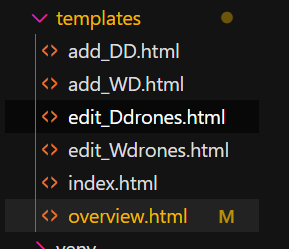 templates
add_DD.html
add_WD.html
edit_Ddrones.html
edit_Wdrones.html
index.html
overview.html M